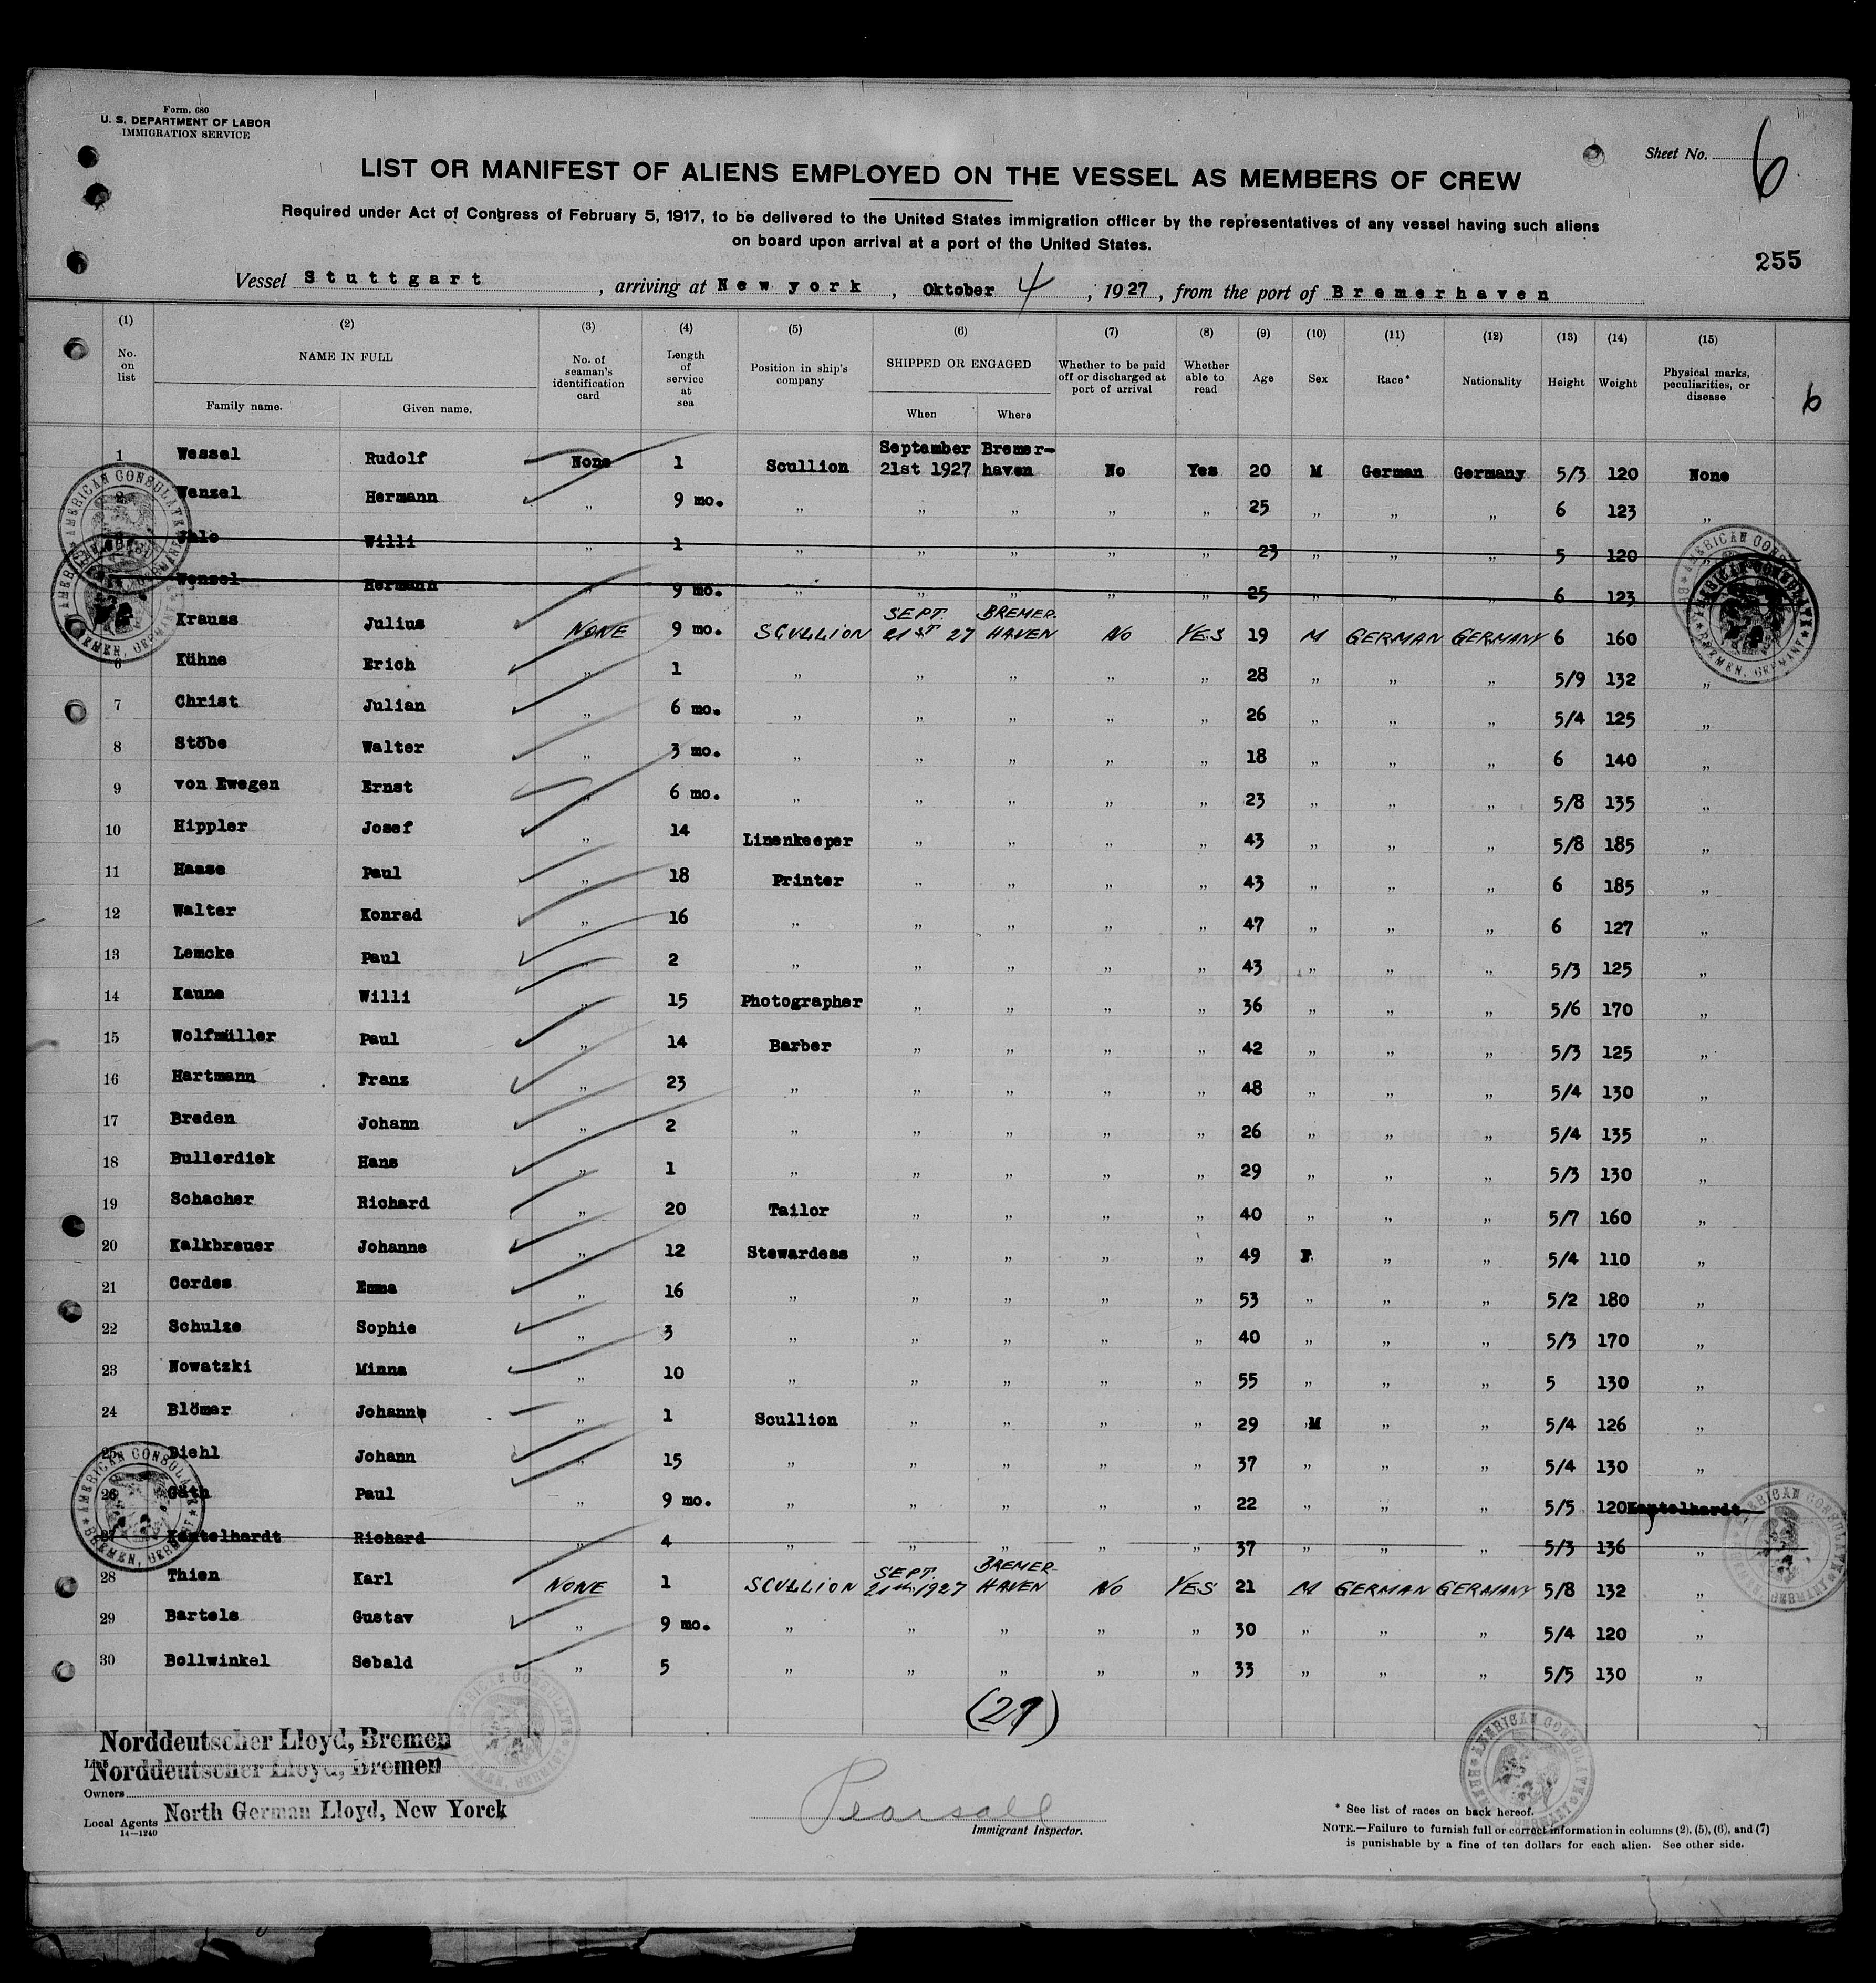 Form. 680
U. S. DEPARTMENT OF LABOR
IMMIGRATION SERVICE
Sheet No. 6
LIST OR MANIFEST OF ALIENS EMPLOYED ON THE VESSEL AS MEMBERS OF CREW
Required under Act of Congress of February 5, 1917, to be delivered to the United States immigration officer by the representatives of any vessel having such aliens
on board upon arrival at a port of the United States.
255
Vessel Stuttgart, arriving at New york, Oktober 4, 1927, from the port of Bremerhaven
(1) (2) (3) (4) (5) (6) (7) (8) (9) (10) (11) (12) (13) (14) (15)
No. on list NAME IN FULL Family name. Given name. No. of seaman's identification card Length of service at sea Position in ship's company SHIPPED OR ENGAGED When Where Whether to be paid off or discharged at port of arrival Whether able to read Age Sex Race* Nationality Height Weight Physical marks, peculiarities, or disease
6
1 Wessel Rudolf None 1 Scullion September 21st 1927 Bremer-haven No Yes 20 M German Germany 5/3 120 None
2 Wenzel Hermann „ 9 mo. „ „ „ „ „ 25 „ „ „ 6 123 „
Willi „ 1 „ „ „ „ „ 23 „ „ „ 5 120
Wenzel Hermann „ 9 mo. „ „ „ „ „ 25 „ „ „ 6 123
Krauss Julius NONE 9 mo. SCULLION SEPT. 21ST 27 BREMER-HAVEN NO YES 19 M GERMAN GERMANY 6 160
6 Kühne Erich „ 1 „ „ „ „ „ 28 „ „ „ 5/9 132 „
7 Christ Julian „ 6 mo. „ „ „ „ „ 26 „ „ „ 5/4 125 „
8 Stöbe Walter „ 3 mo. „ „ „ „ „ 18 „ „ „ 6 140 „
9 von Ewegen Ernst „ 6 mo. „ „ „ „ „ 23 „ „ „ 5/8 135 „
10 Hippler Josef „ 14 Linenkeeper „ „ „ „ 43 „ „ „ 5/8 185 „
11 Haase Paul „ 18 Printer „ „ „ „ 43 „ „ „ 6 185 „
12 Walter Konrad „ 16 „ „ „ „ „ 47 „ „ „ 6 127 „
13 Lemcke Paul „ 2 „ „ „ „ „ 43 „ „ „ 5/3 125 „
14 Kaune Willi „ 15 Photographer „ „ „ „ 36 „ „ „ 5/6 170 „
15 Wolfmüller Paul „ 14 Barber „ „ „ „ 42 „ „ „ 5/3 125 „
16 Hartmann Franz „ 23 „ „ „ „ „ 48 „ „ „ 5/4 130 „
17 Breden Johann „ 2 „ „ „ „ „ 26 „ „ „ 5/4 135 „
18 Bullerdiek Hans „ 1 „ „ „ „ „ 29 „ „ „ 5/3 130 „
19 Schacher Richard „ 20 Tailor „ „ „ „ 40 „ „ „ 5/7 160 „
20 Kalkbreuer Johanne „ 12 Stewardess „ „ „ „ 49 F „ „ 5/4 110 „
21 Cordes Emma „ 16 „ „ „ „ „ 53 „ „ „ 5/2 180 „
22 Schulze Sophie „ 3 „ „ „ „ „ 40 „ „ „ 5/3 170 „
23 Nowatzki Minna „ 10 „ „ „ „ „ 55 „ „ „ 5 130 „
24 Blömer Johann „ 1 Scullion „ „ „ „ 29 M „ „ 5/4 126 „
25 Diehl Johann „ 15 „ „ „ „ „ 37 „ „ „ 5/4 130 „
26 Güth Paul „ 9 mo. „ „ „ „ „ 22 „ „ „ 5/5 120 Kantelhardt
27 Kantelhardt Richard „ 4 „ „ „ „ „ 37 „ „ „ 5/3 136
28 Thien Karl NONE 1 SCULLION SEPT. 21st 1927 BREMER-HAVEN NO YES 21 M GERMAN GERMANY 5/8 132 „
29 Bartels Gustav „ 9 mo. „ „ „ „ „ 30 „ „ „ 5/4 120 „
30 Bollwinkel Sebald „ 5 „ „ „ „ „ 33 „ „ „ 5/5 130 „
Norddeutscher Lloyd, Bremen
Line Norddeutscher Lloyd, Bremen
Owners
Local Agents North German Lloyd, New Yorck
14—1240
Pearsall
Immigrant Inspector.
* See list of races on back hereof.
NOTE.—Failure to furnish full or correct information in columns (2), (5), (6), and (7)
is punishable by a fine of ten dollars for each alien. See other side.
AMERICAN CONSULATE BREMEN, GERMANY